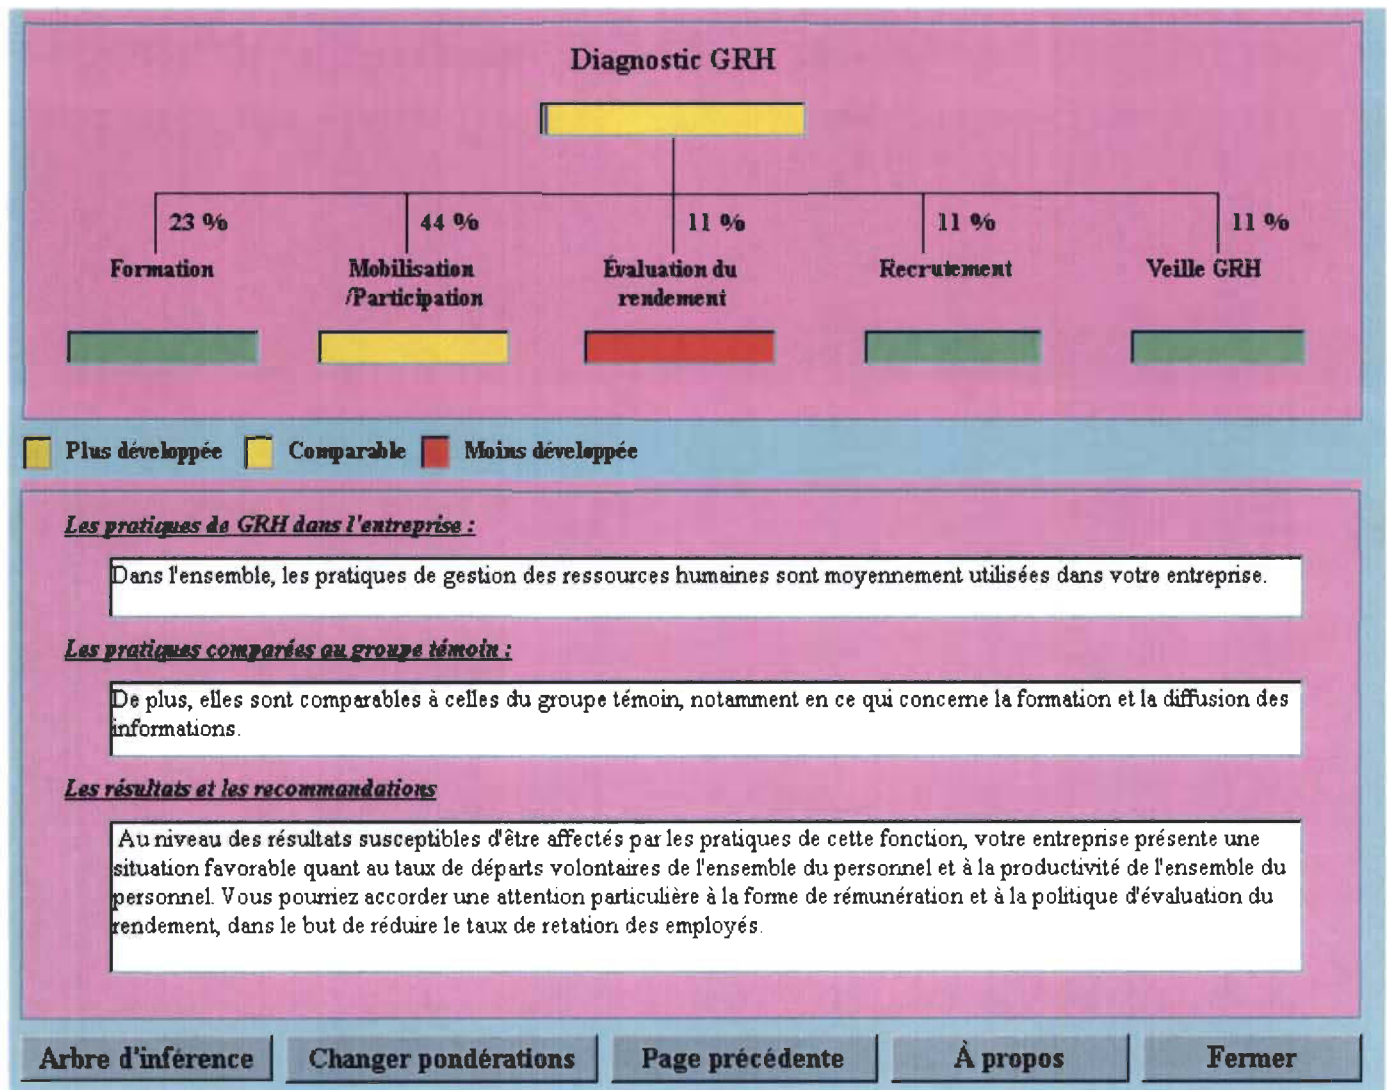 Diagnostic GRH
23 % 44 % 11 % 11 % 11 %
Formation Mobilisation Évaluation du Recrutement Veille GRH
/Participation rendement
Plus développée Comparable Moins développée
Les pratiques de GRH dans l'entreprise :
Dans l'ensemble, les pratiques de gestion des ressources humaines sont moyennement utilisées dans votre entreprise.
Les pratiques comparées au groupe témoin :
De plus, elles sont comparables à celles du groupe témoin, notamment en ce qui concerne la formation et la diffusion des
informations.
Les résultats et les recommandations
Au niveau des résultats susceptibles d'être affectés par les pratiques de cette fonction, votre entreprise présente une
situation favorable quant au taux de départs volontaires de l'ensemble du personnel et à la productivité de l'ensemble du
personnel. Vous pourriez accorder une attention particulière à la forme de rémunération et à la politique d'évaluation du
rendement, dans le but de réduire le taux de retation des employés.
Arbre d'inférence Changer pondérations Page précédente À propos Fermer